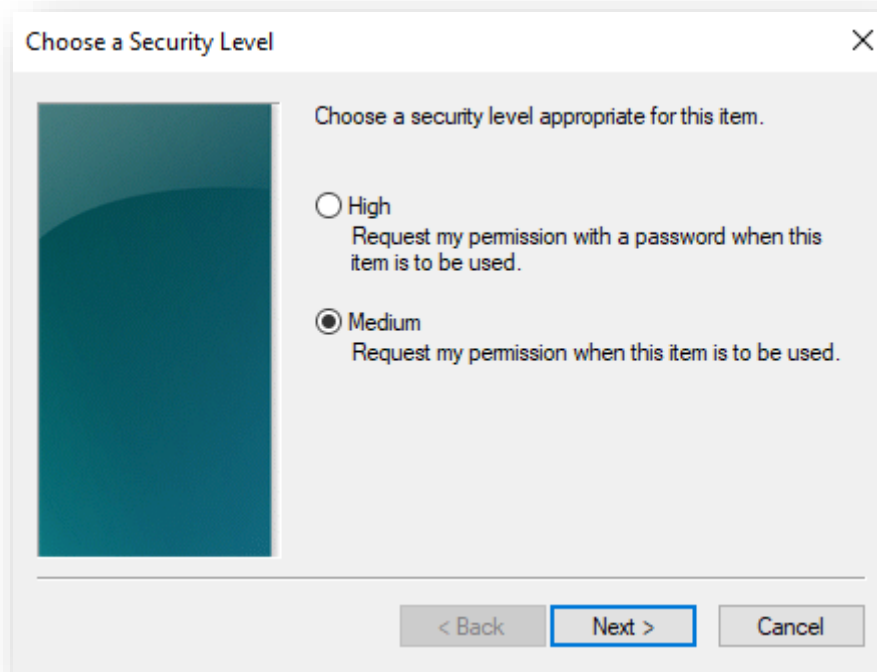 Choose a Security Level
Choose a security level appropriate for this item.
High
Request my permission with a password when this
item is to be used.
Medium
Request my permission when this item is to be used.
< Back
Next >
Cancel